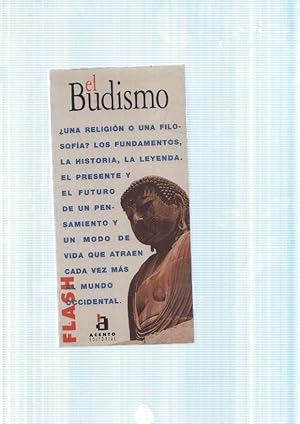 el
Budismo
¿UNA RELIGIÓN O UNA FILO-
SOFÍA? LOS FUNDAMENTOS,
LA HISTORIA, LA LEYENDA.
EL PRESENTE Y
EL FUTURO
DE UN PEN-
SAMIENTO Y
UN MODO DE
VIDA QUE ATRAEN
CADA VEZ MÁS
MUNDO
OCCIDENTAL.
FLASH
ACENTO
EDITORIAL